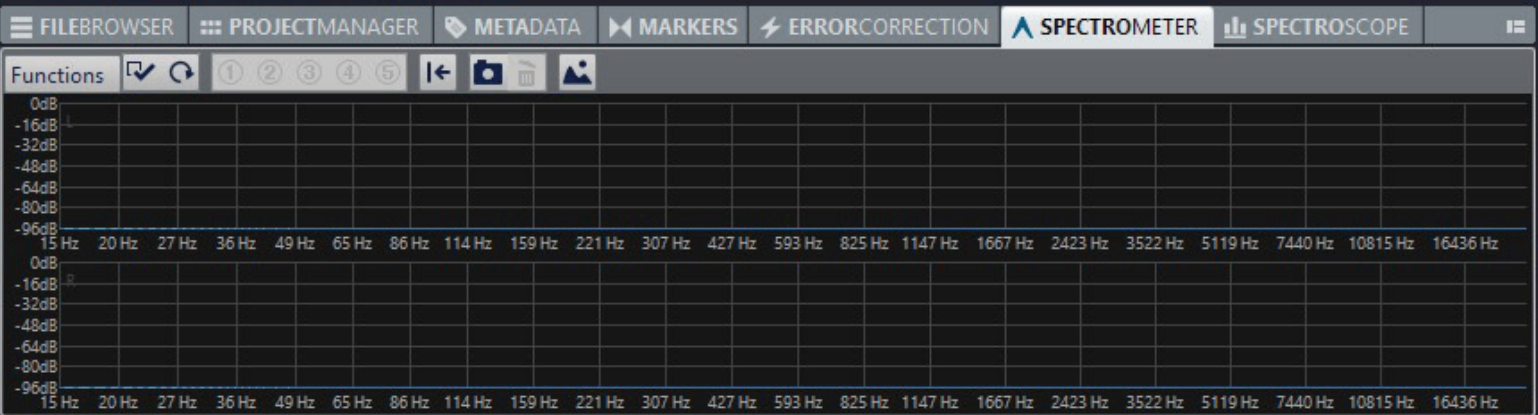 FILEBROWSER PROJECTMANAGER METADATA MARKERS ERRORCORRECTION SPECTROMETER SPECTROSCOPE
Functions 1 2 3 4 5
0dB
L
-16dB
-32dB
-48dB
-64dB
-80dB
-96dB
15 Hz 20 Hz 27 Hz 36 Hz 49 Hz 65 Hz 86 Hz 114 Hz 159 Hz 221 Hz 307 Hz 427 Hz 593 Hz 825 Hz 1147 Hz 1667 Hz 2423 Hz 3522 Hz 5119 Hz 7440 Hz 10815 Hz 16436 Hz
0dB
-16dB R
-32dB
-48dB
-64dB
-80dB
-96dB
15 Hz 20 Hz 27 Hz 36 Hz 49 Hz 65 Hz 86 Hz 114 Hz 159 Hz 221 Hz 307 Hz 427 Hz 593 Hz 825 Hz 1147 Hz 1667 Hz 2423 Hz 3522 Hz 5119 Hz 7440 Hz 10815 Hz 16436 Hz